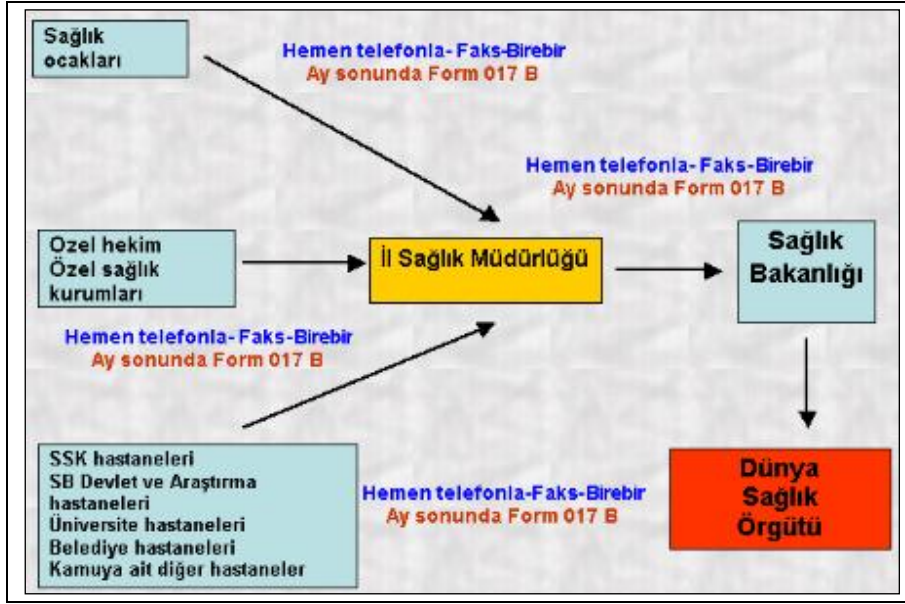 Sağlık
ocakları
Hemen telefonla- Faks-Birebir
Ay sonunda Form 017 B
Hemen telefonla- Faks-Birebir
Ay sonunda Form 017 B
Özel hekim
Özel sağlık
kurumları
İl Sağlık Müdürlüğü
Sağlık
Bakanlığı
Hemen telefonla- Faks-Birebir
Ay sonunda Form 017 B
SSK hastaneleri
SB Devlet ve Araştırma
hastaneleri
Üniversite hastaneleri
Belediye hastaneleri
Kamuya ait diğer hastaneler
Hemen telefonla-Faks-Birebir
Ay sonunda Form 017 B
Dünya
Sağlık
Örgütü